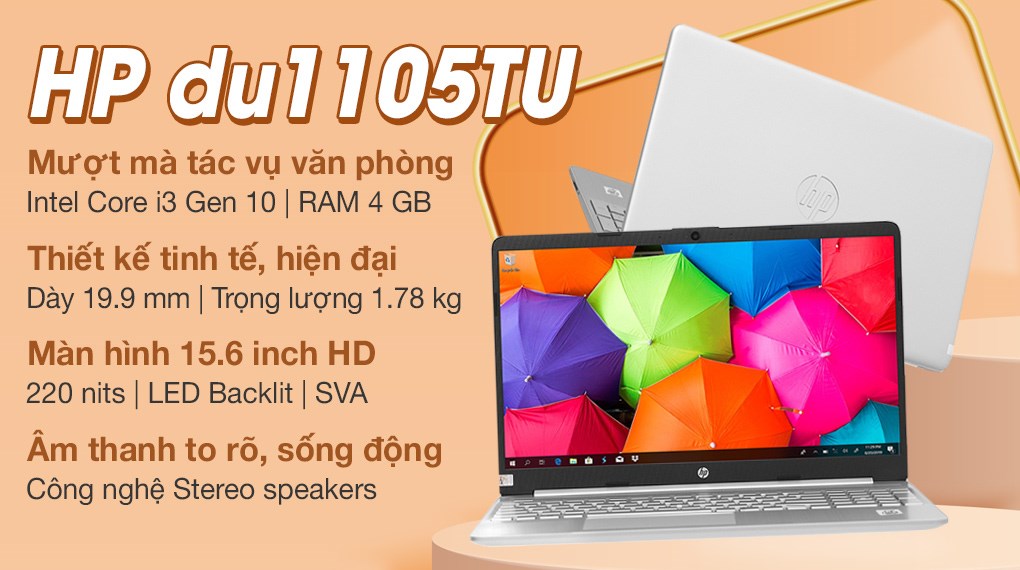 HP du1105TU
Mượt mà tác vụ văn phòng
Intel Core i3 Gen 10 | RAM 4 GB
Thiết kế tinh tế, hiện đại
Dày 19.9 mm | Trọng lượng 1.78 kg
Màn hình 15.6 inch HD
220 nits | LED Backlit | SVA
Âm thanh to rõ, sống động
Công nghệ Stereo speakers
hp
hp